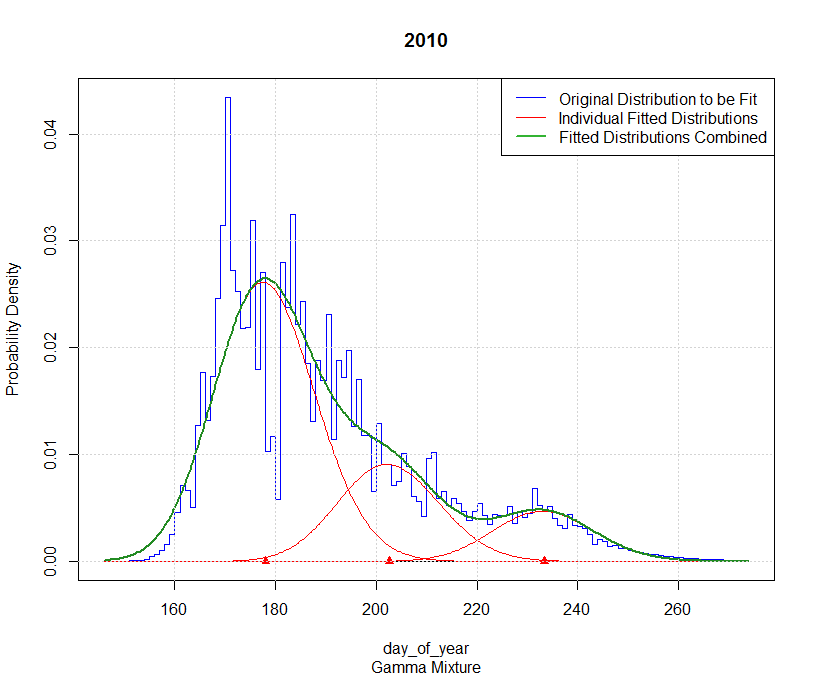 2010
Original Distribution to be Fit
Individual Fitted Distributions
Fitted Distributions Combined
0.04
0.03
0.02
0.01
0.00
Probability Density
160 180 200 220 240 260
day_of_year
Gamma Mixture